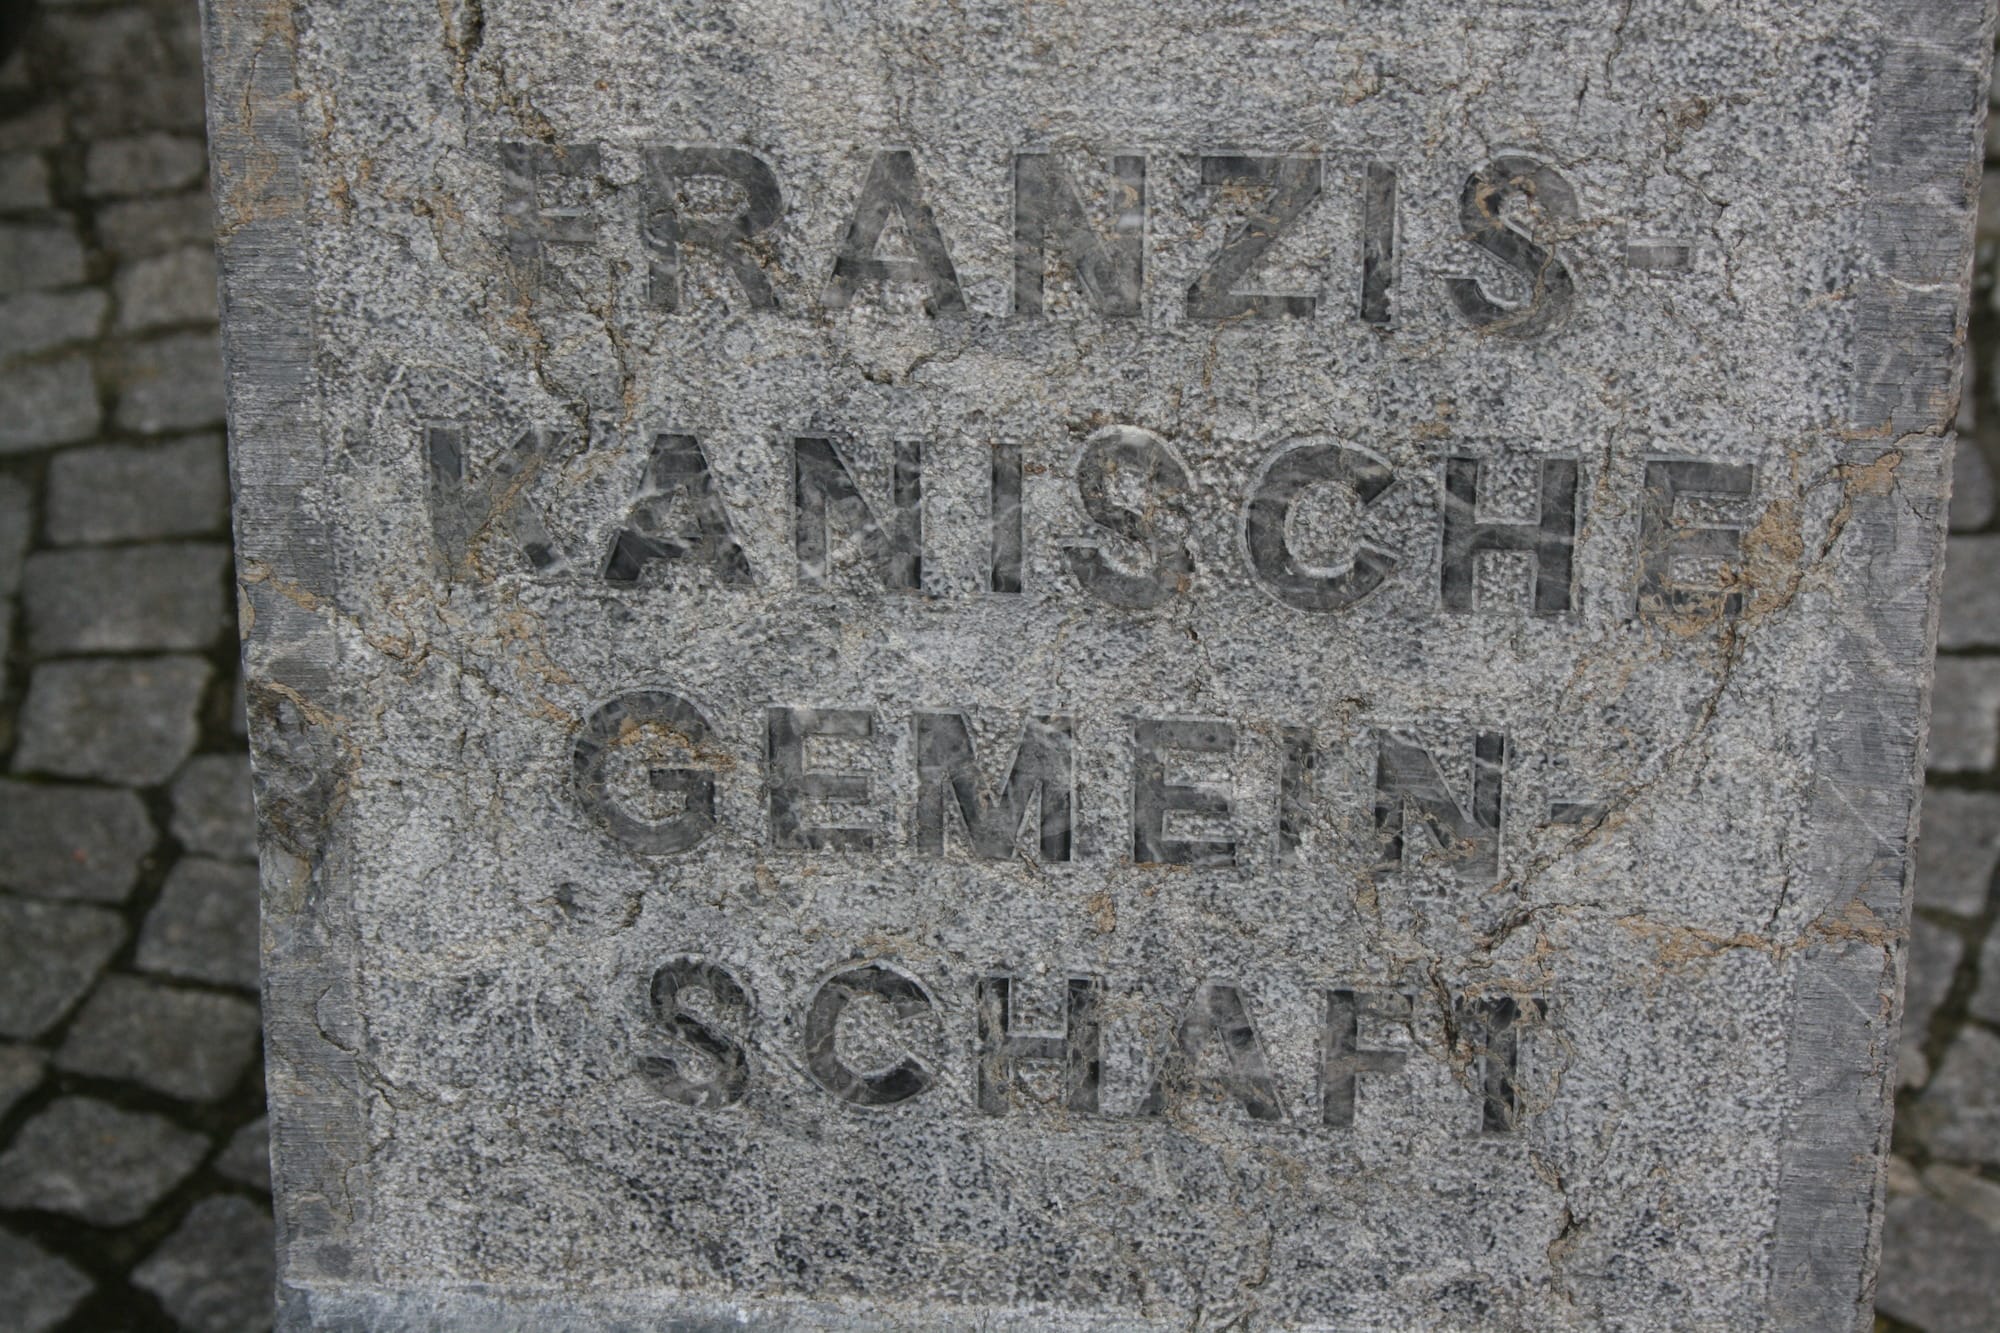 FRANZIS-
KANISCHE
GEMEIN-
SCHAFT